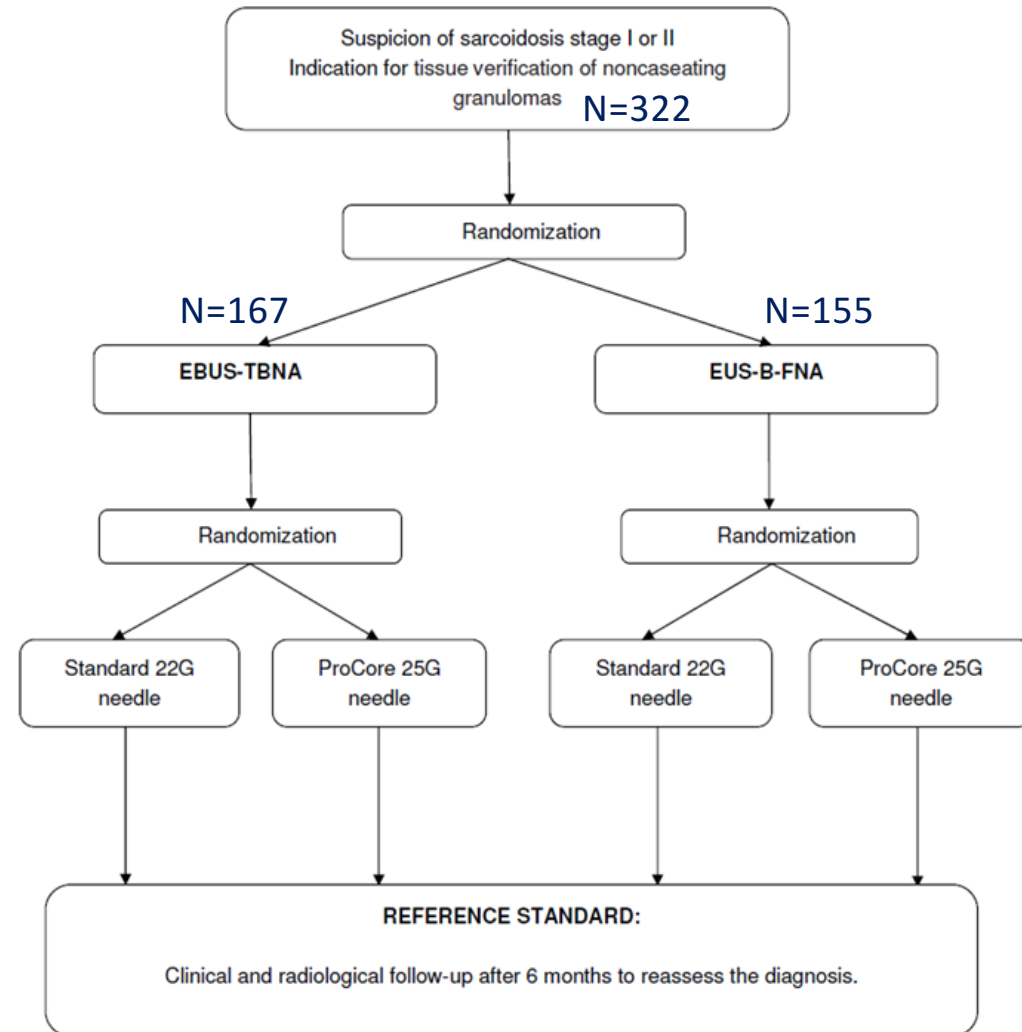 Suspicion of sarcoidosis stage I or II
Indication for tissue verification of noncaseating
granulomas N=322
Randomization
N=167 N=155
EBUS-TBNA EUS-B-FNA
Randomization Randomization
Standard 22G ProCore 25G Standard 22G ProCore 25G
needle needle needle needle
REFERENCE STANDARD:
Clinical and radiological follow-up after 6 months to reassess the diagnosis.